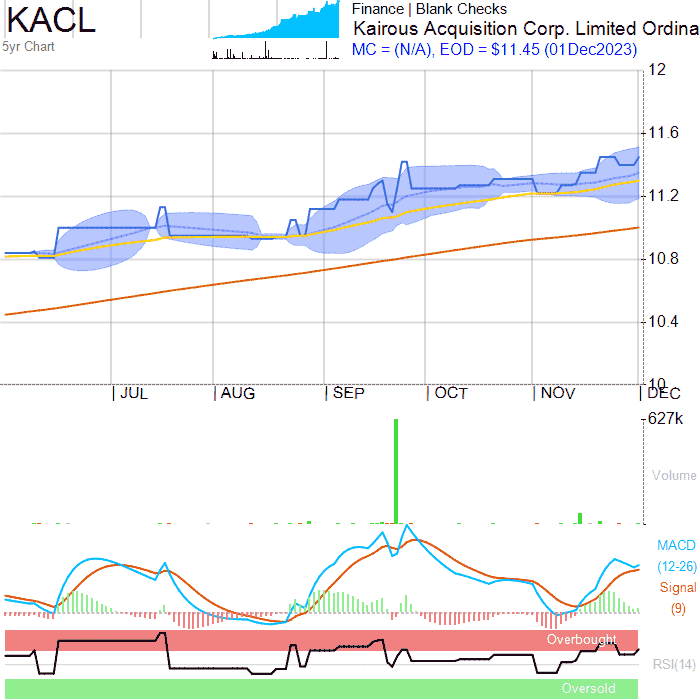 KACL
5yr Chart
Finance | Blank Checks
Kairous Acquisition Corp. Limited Ordina
MC = (N/A), EOD = $11.45 (01Dec2023)
12
11.6
11.2
10.8
10.4
10
JUL AUG SEP OCT NOV DEC
627k
Volume
MACD
(12-26)
Signal
(9)
Overbought
RSI(14)
Oversold